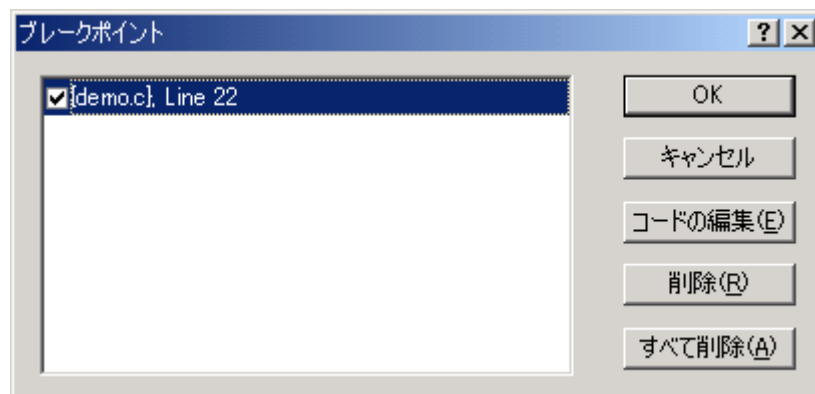 ブレークポイント
{demo.c}, Line 22
OK
キャンセル
コードの編集(E)
削除(R)
すべて削除(A)